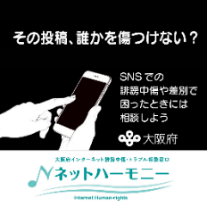 その投稿、誰かを傷つけない？
SNSでの
誹謗中傷や差別で
困ったときには
相談しよう
大阪府
大阪府インターネット誹謗中傷・トラブル相談窓口
ネットハーモニー
Internet Human-rights